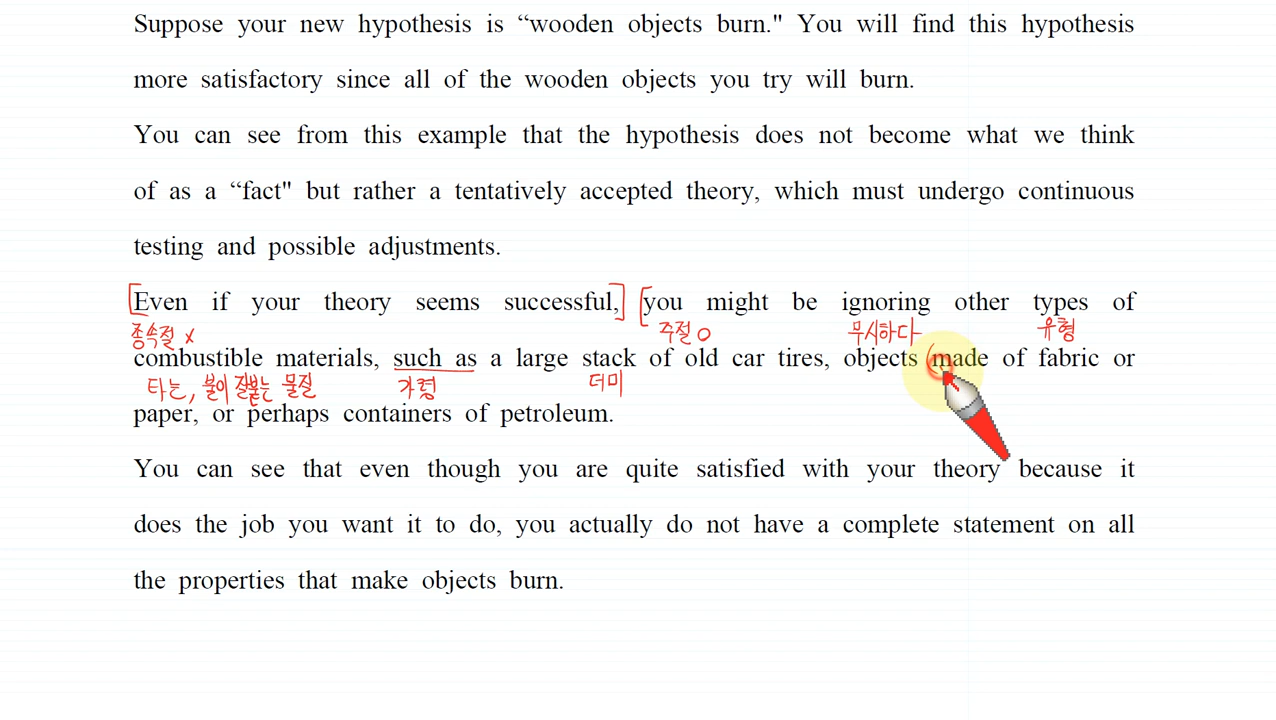 Suppose your new hypothesis is “wooden objects burn." You will find this hypothesis
more satisfactory since all of the wooden objects you try will burn.
You can see from this example that the hypothesis does not become what we think
of as a “fact" but rather a tentatively accepted theory, which must undergo continuous
testing and possible adjustments.
[Even if your theory seems successful,] [you might be ignoring other types of
종속절 x 주절 o 무시하다 유형
combustible materials, such as a large stack of old car tires, objects (made of fabric or
타는, 불이 잘붙는 물질 가령 더미
paper, or perhaps containers of petroleum.
You can see that even though you are quite satisfied with your theory because it
does the job you want it to do, you actually do not have a complete statement on all
the properties that make objects burn.